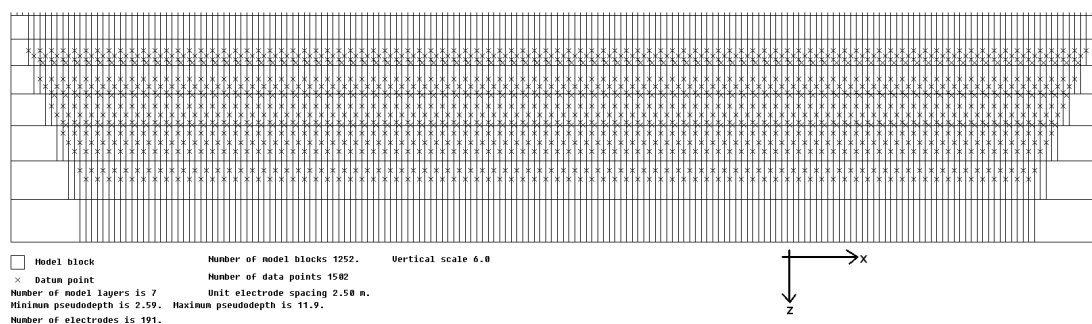 Model block
Number of model blocks 1252. Vertical scale 6.0
Datum point
Number of data points 1502
Number of model layers is 7
Unit electrode spacing 2.50 m.
Minimum pseudodepth is 2.59. Maximum pseudodepth is 11.9.
Number of electrodes is 191.
X
Z